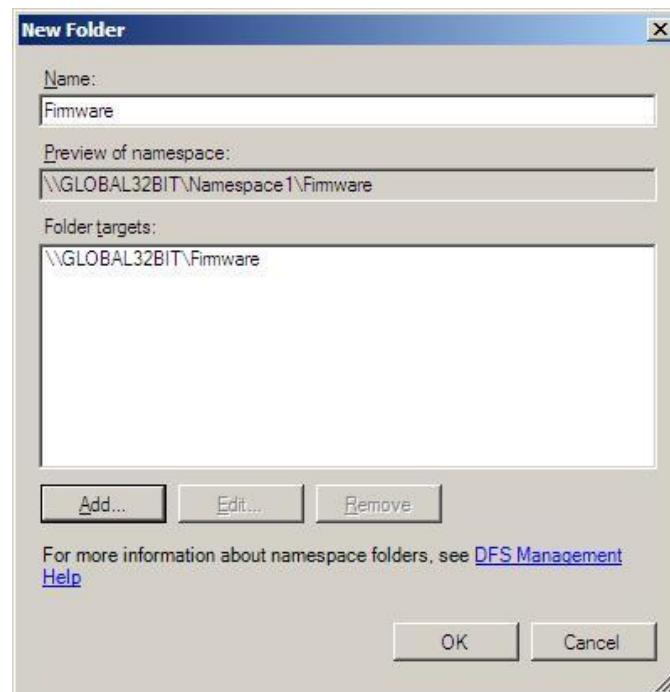 New Folder
Name:
Firmware
Preview of namespace:
\\GLOBAL32BIT\Namespace1\Firmware
Folder targets:
\\GLOBAL32BIT\Firmware
Add... Edit... Remove
For more information about namespace folders, see DFS Management
Help
OK Cancel